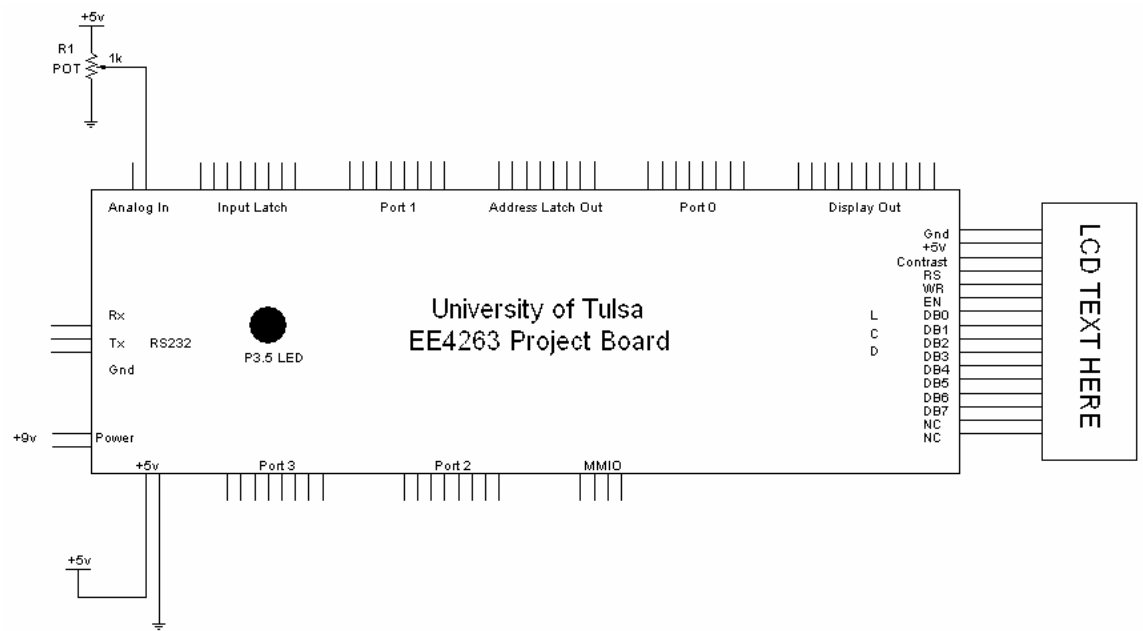 +5v
R1
1k
POT
Analog In
Input Latch
Port 1
Address Latch Out
Port 0
Display Out
Gnd
+5V
Contrast
RS
WR
EN
DB0
DB1
DB2
DB3
DB4
DB5
DB6
DB7
NC
NC
L
C
D
LCD TEXT HERE
University of Tulsa
EE4263 Project Board
Rx
Tx
RS232
Gnd
P3.5 LED
+9v
Power
+5v
Port 3
Port 2
MMIO
+5v